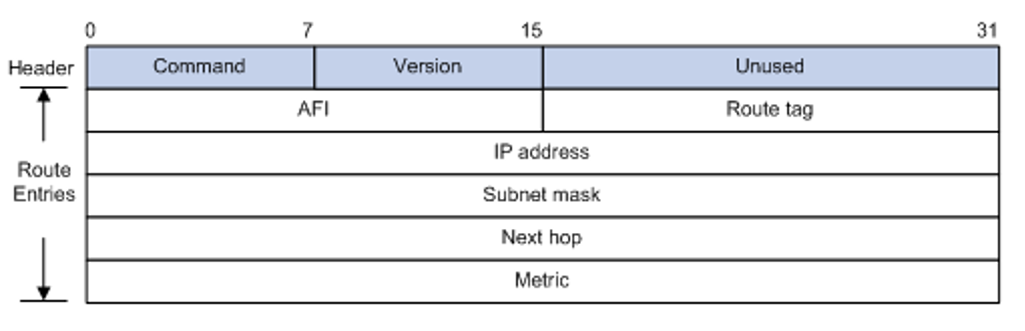 0 7 15 31
Header Command Version Unused
AFI Route tag
IP address
Route
Entries
Subnet mask
Next hop
Metric